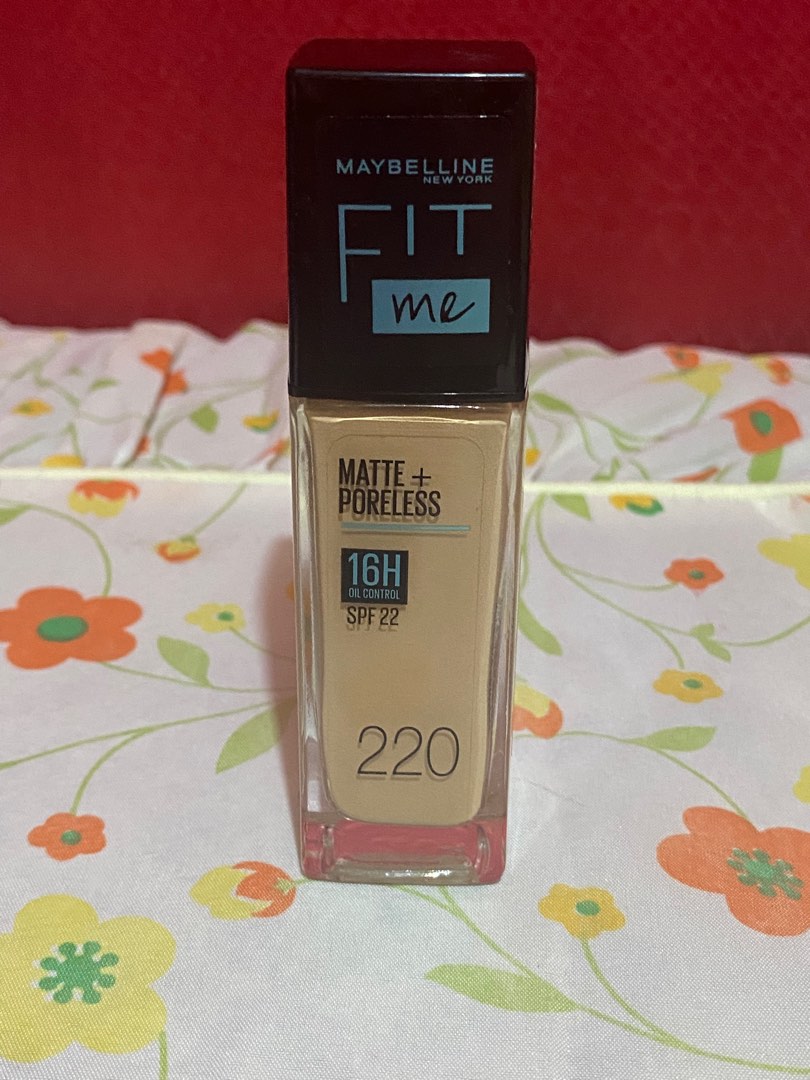 MAYBELLINE
NEW YORK
FIT
me
MATTE +
PORELESS
16H
OIL CONTROL
SPF 22
220